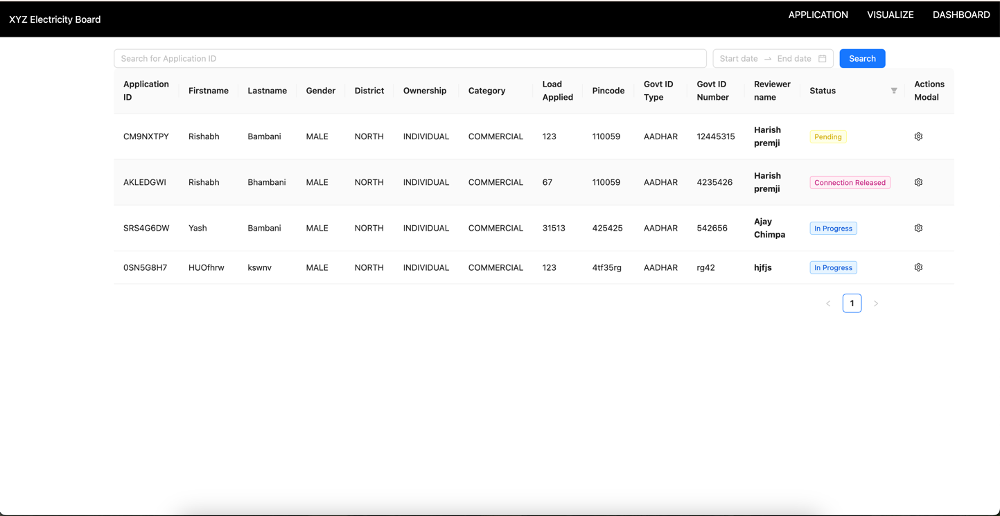 XYZ Electricity Board
APPLICATION VISUALIZE DASHBOARD
Search for Application ID Start date End date Search
Application ID Firstname Lastname Gender District Ownership Category Load Applied Pincode Govt ID Type Govt ID Number Reviewer name Status Actions Modal
CM9NXTPY Rishabh Bambani MALE NORTH INDIVIDUAL COMMERCIAL 123 110059 AADHAR 12445315 Harish premji Pending
AKLEDGWI Rishabh Bhambani MALE NORTH INDIVIDUAL COMMERCIAL 67 110059 AADHAR 4235426 Harish premji Connection Released
SRS4G6DW Yash Bambani MALE NORTH INDIVIDUAL COMMERCIAL 31513 425425 AADHAR 542656 Ajay Chimpa In Progress
0SN5G8H7 HUOfhrw kswnv MALE NORTH INDIVIDUAL COMMERCIAL 123 4tf35rg AADHAR rg42 hjfjs In Progress
1